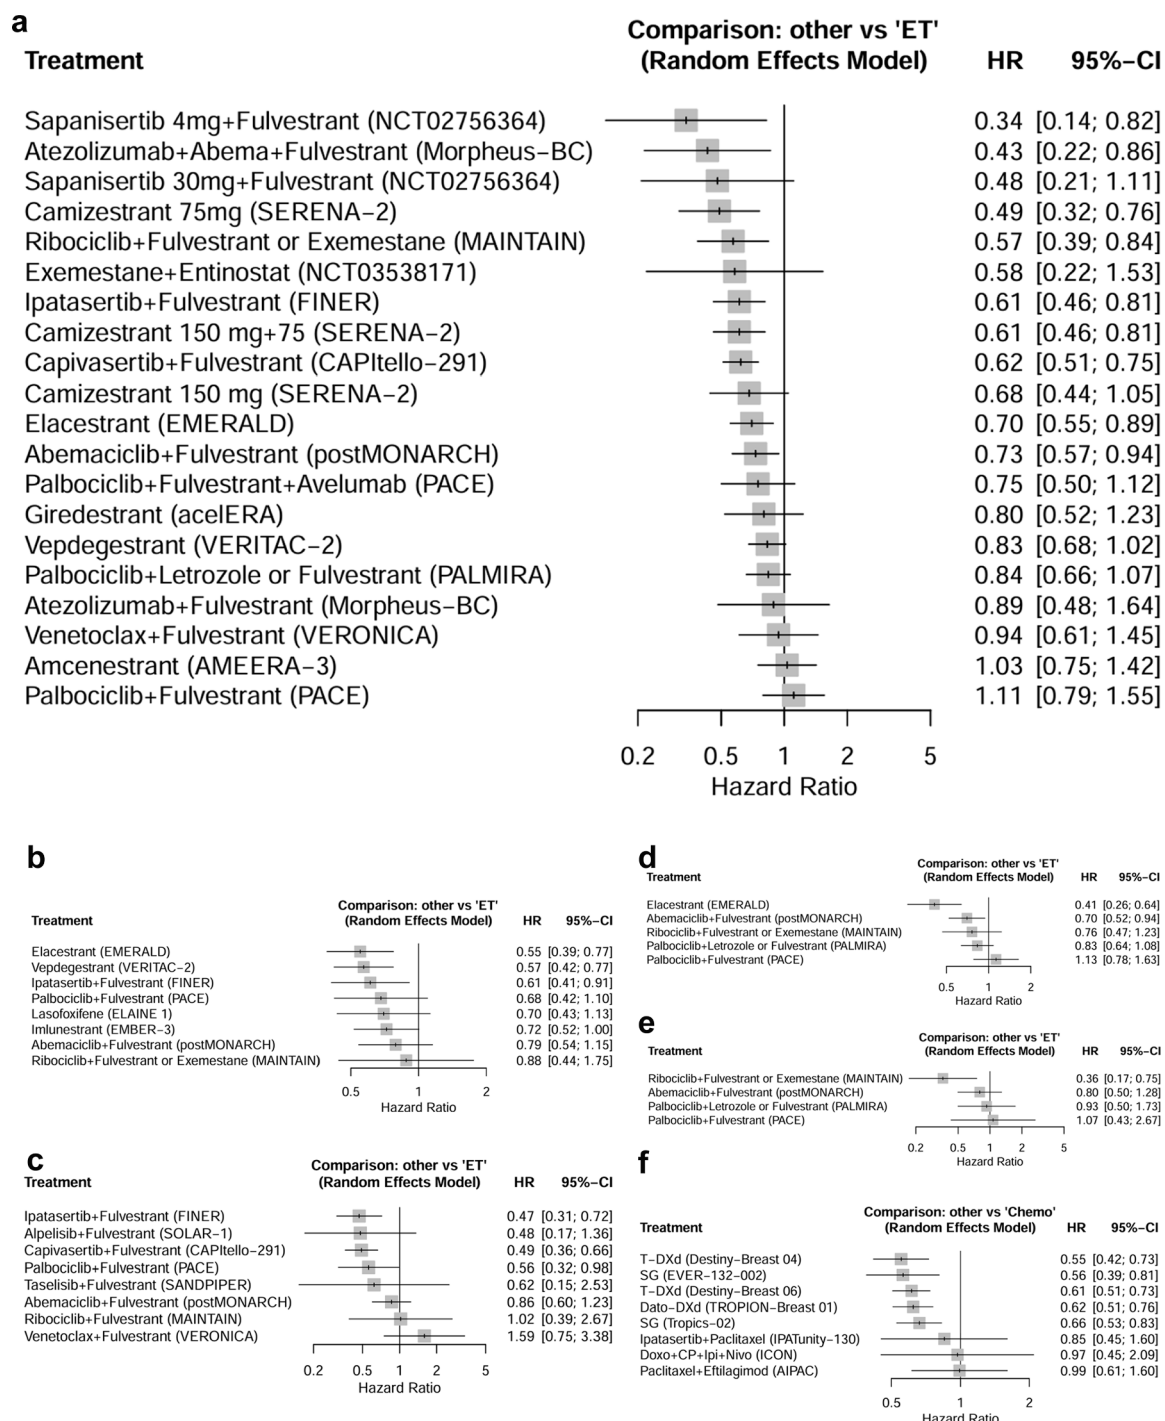 a
Comparison: other vs 'ET'
Treatment (Random Effects Model) HR 95%−CI
Sapanisertib 4mg+Fulvestrant (NCT02756364) 0.34 [0.14; 0.82]
Atezolizumab+Abema+Fulvestrant (Morpheus−BC) 0.43 [0.22; 0.86]
Sapanisertib 30mg+Fulvestrant (NCT02756364) 0.48 [0.21; 1.11]
Camizestrant 75mg (SERENA−2) 0.49 [0.32; 0.76]
Ribociclib+Fulvestrant or Exemestane (MAINTAIN) 0.57 [0.39; 0.84]
Exemestane+Entinostat (NCT03538171) 0.58 [0.22; 1.53]
Ipatasertib+Fulvestrant (FINER) 0.61 [0.46; 0.81]
Camizestrant 150 mg+75 (SERENA−2) 0.61 [0.46; 0.81]
Capivasertib+Fulvestrant (CAPItello−291) 0.62 [0.51; 0.75]
Camizestrant 150 mg (SERENA−2) 0.68 [0.44; 1.05]
Elacestrant (EMERALD) 0.70 [0.55; 0.89]
Abemaciclib+Fulvestrant (postMONARCH) 0.73 [0.57; 0.94]
Palbociclib+Fulvestrant+Avelumab (PACE) 0.75 [0.50; 1.12]
Giredestrant (acelERA) 0.80 [0.52; 1.23]
Vepdegestrant (VERITAC−2) 0.83 [0.68; 1.02]
Palbociclib+Letrozole or Fulvestrant (PALMIRA) 0.84 [0.66; 1.07]
Atezolizumab+Fulvestrant (Morpheus−BC) 0.89 [0.48; 1.64]
Venetoclax+Fulvestrant (VERONICA) 0.94 [0.61; 1.45]
Amcenestrant (AMEERA−3) 1.03 [0.75; 1.42]
Palbociclib+Fulvestrant (PACE) 1.11 [0.79; 1.55]
0.2 0.5 1 2 5
Hazard Ratio
b
Comparison: other vs 'ET'
Treatment (Random Effects Model) HR 95%−CI
Elacestrant (EMERALD) 0.55 [0.39; 0.77]
Vepdegestrant (VERITAC−2) 0.57 [0.42; 0.77]
Ipatasertib+Fulvestrant (FINER) 0.61 [0.41; 0.91]
Palbociclib+Fulvestrant (PACE) 0.68 [0.42; 1.10]
Lasofoxifene (ELAINE 1) 0.70 [0.43; 1.13]
Imlunestrant (EMBER−3) 0.72 [0.52; 1.00]
Abemaciclib+Fulvestrant (postMONARCH) 0.79 [0.54; 1.15]
Ribociclib+Fulvestrant or Exemestane (MAINTAIN) 0.88 [0.44; 1.75]
0.5 1 2
Hazard Ratio
c
Comparison: other vs 'ET'
Treatment (Random Effects Model) HR 95%−CI
Ipatasertib+Fulvestrant (FINER) 0.47 [0.31; 0.72]
Alpelisib+Fulvestrant (SOLAR−1) 0.48 [0.17; 1.36]
Capivasertib+Fulvestrant (CAPItello−291) 0.49 [0.36; 0.66]
Palbociclib+Fulvestrant (PACE) 0.56 [0.32; 0.98]
Taselisib+Fulvestrant (SANDPIPER) 0.62 [0.15; 2.53]
Abemaciclib+Fulvestrant (postMONARCH) 0.86 [0.60; 1.23]
Ribociclib+Fulvestrant (MAINTAIN) 1.02 [0.39; 2.67]
Venetoclax+Fulvestrant (VERONICA) 1.59 [0.75; 3.38]
0.2 0.5 1 2 5
Hazard Ratio
d
Comparison: other vs 'ET'
Treatment (Random Effects Model) HR 95%−CI
Elacestrant (EMERALD) 0.41 [0.26; 0.64]
Abemaciclib+Fulvestrant (postMONARCH) 0.70 [0.52; 0.94]
Ribociclib+Fulvestrant or Exemestane (MAINTAIN) 0.76 [0.47; 1.23]
Palbociclib+Letrozole or Fulvestrant (PALMIRA) 0.83 [0.64; 1.08]
Palbociclib+Fulvestrant (PACE) 1.13 [0.78; 1.63]
0.5 1 2
Hazard Ratio
e
Comparison: other vs 'ET'
Treatment (Random Effects Model) HR 95%−CI
Ribociclib+Fulvestrant or Exemestane (MAINTAIN) 0.36 [0.17; 0.75]
Abemaciclib+Fulvestrant (postMONARCH) 0.80 [0.50; 1.28]
Palbociclib+Letrozole or Fulvestrant (PALMIRA) 0.93 [0.50; 1.73]
Palbociclib+Fulvestrant (PACE) 1.07 [0.43; 2.67]
0.2 0.5 1 2 5
Hazard Ratio
f
Comparison: other vs 'Chemo'
Treatment (Random Effects Model) HR 95%−CI
T−DXd (Destiny−Breast 04) 0.55 [0.42; 0.73]
SG (EVER−132−002) 0.56 [0.39; 0.81]
T−DXd (Destiny−Breast 06) 0.61 [0.51; 0.73]
Dato−DXd (TROPION−Breast 01) 0.62 [0.51; 0.76]
SG (Tropics−02) 0.66 [0.53; 0.83]
Ipatasertib+Paclitaxel (IPATunity−130) 0.85 [0.45; 1.60]
Doxo+CP+Ipi+Nivo (ICON) 0.97 [0.45; 2.09]
Paclitaxel+Eftilagimod (AIPAC) 0.99 [0.61; 1.60]
0.5 1 2
Hazard Ratio